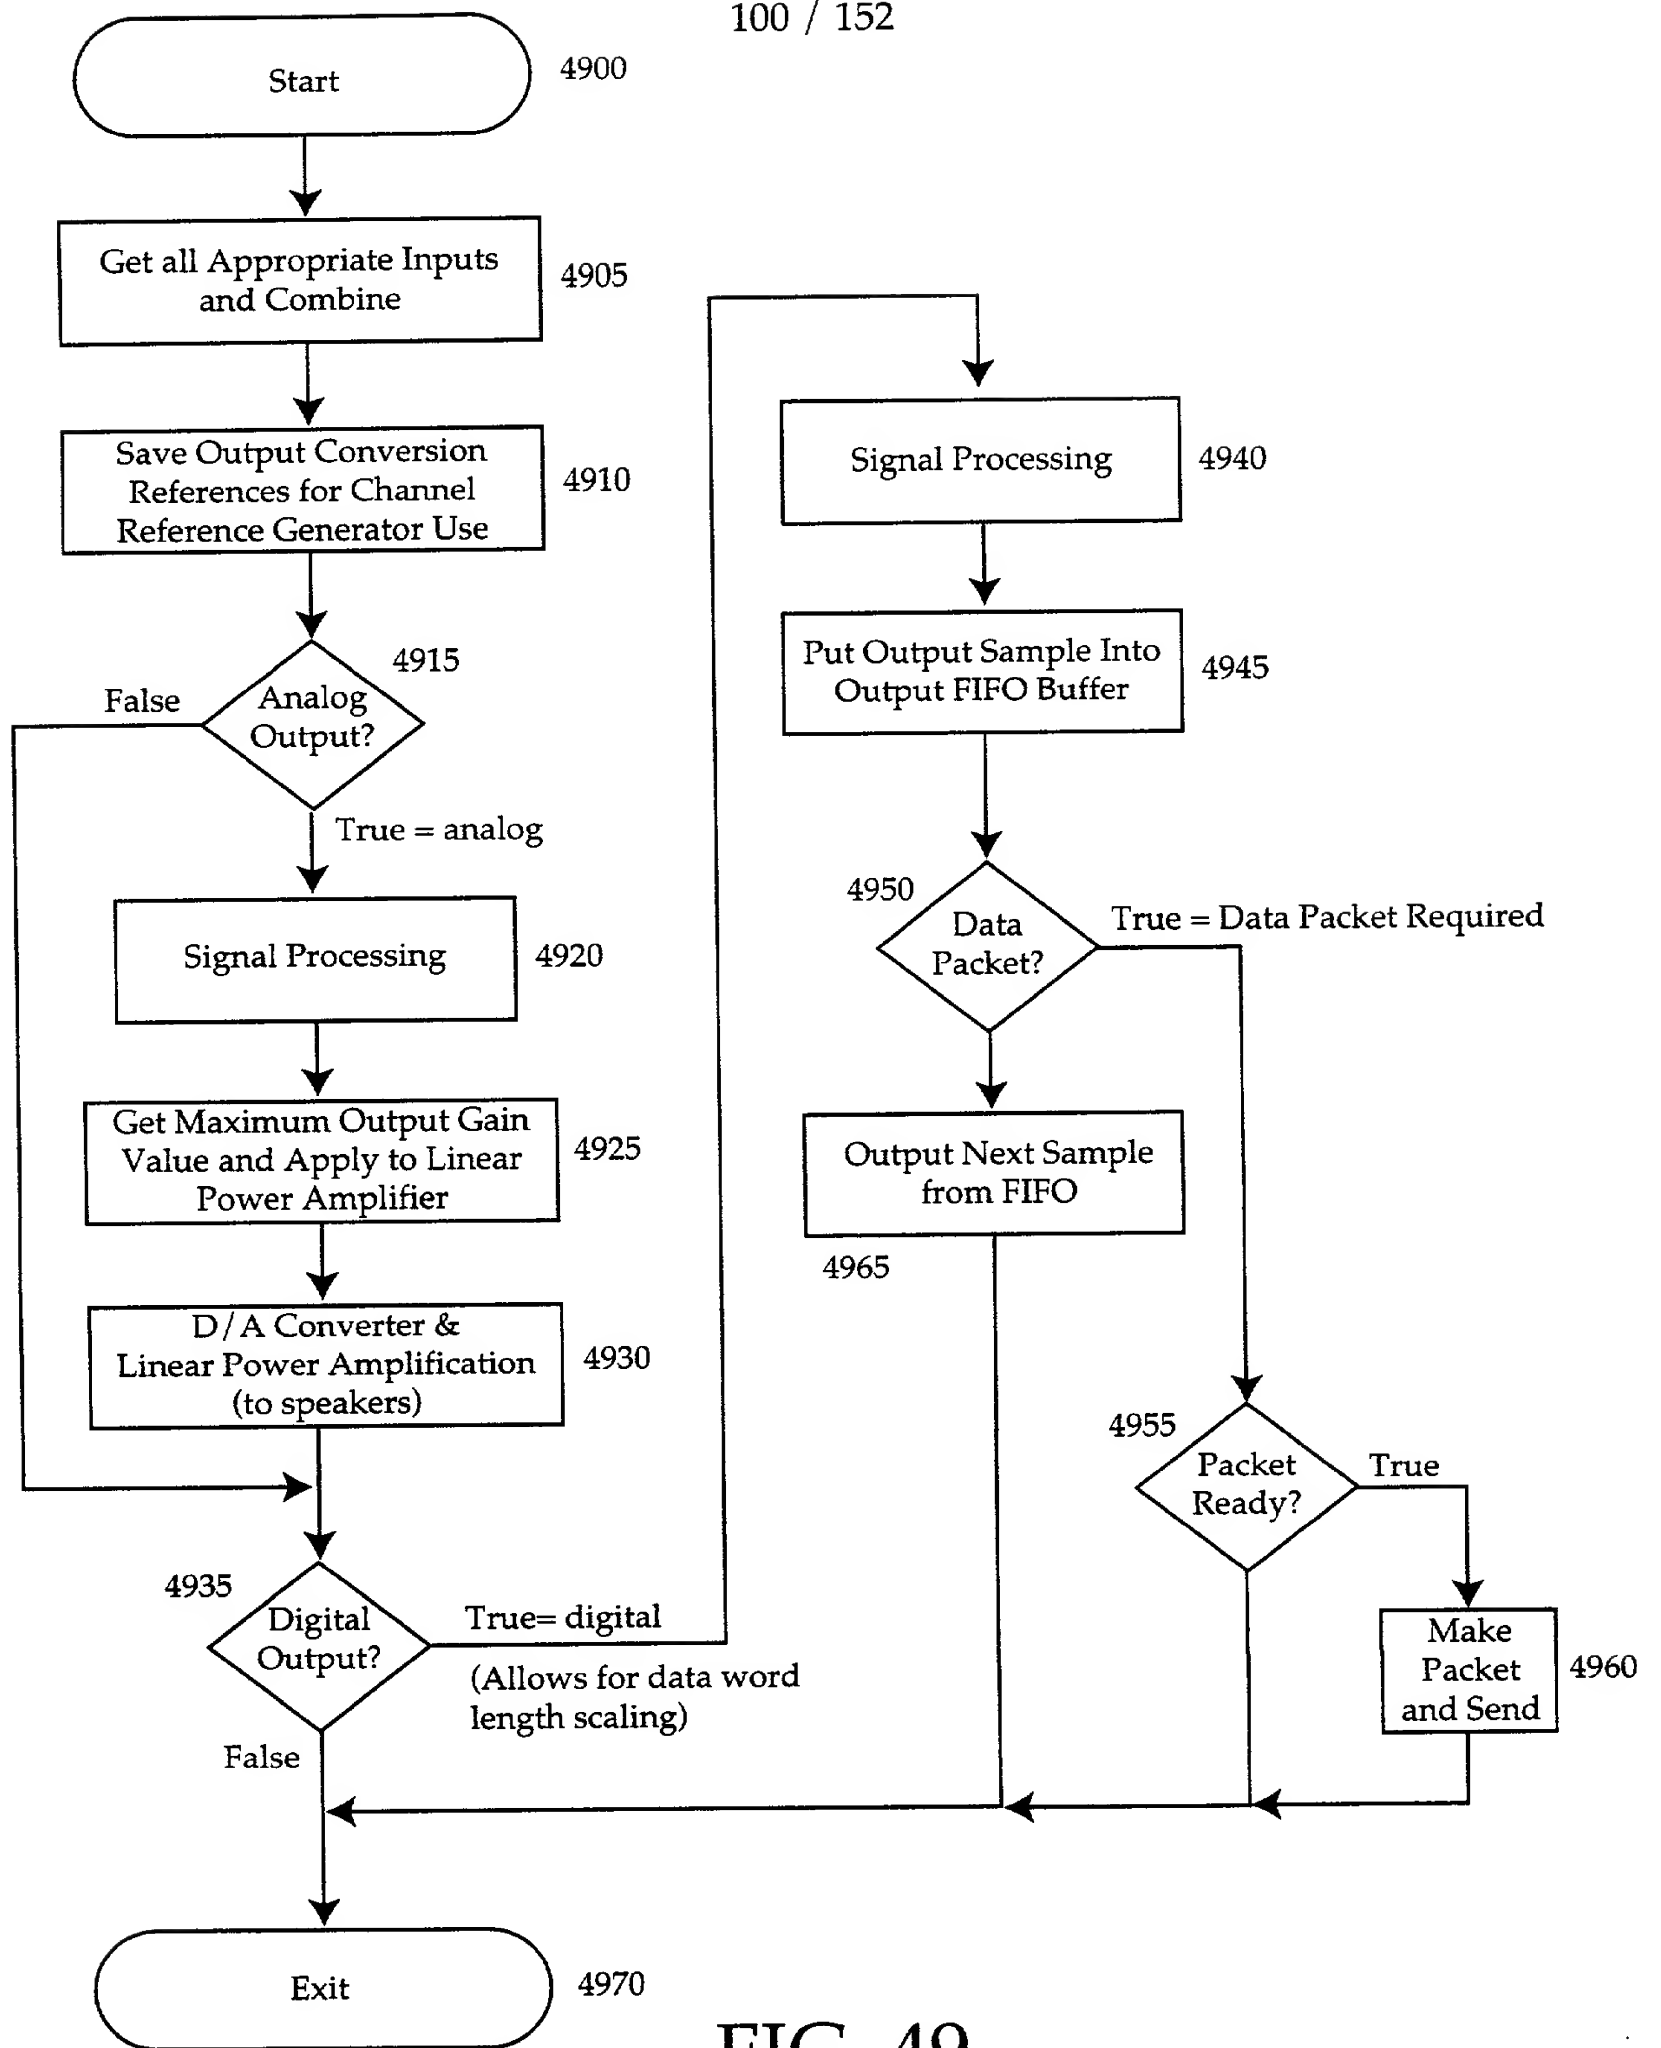 100 / 152
Start
4900
Get all Appropriate Inputs
and Combine
4905
Save Output Conversion
References for Channel
Reference Generator Use
4910
4915
Analog
Output?
False
True = analog
Signal Processing
4920
Get Maximum Output Gain
Value and Apply to Linear
Power Amplifier
4925
D/A Converter &
Linear Power Amplification
(to speakers)
4930
4935
Digital
Output?
True= digital
(Allows for data word
length scaling)
False
Signal Processing
4940
Put Output Sample Into
Output FIFO Buffer
4945
4950
Data
Packet?
True = Data Packet Required
Output Next Sample
from FIFO
4965
4955
Packet
Ready?
True
Make
Packet
and Send
4960
Exit
4970
FIG. 49